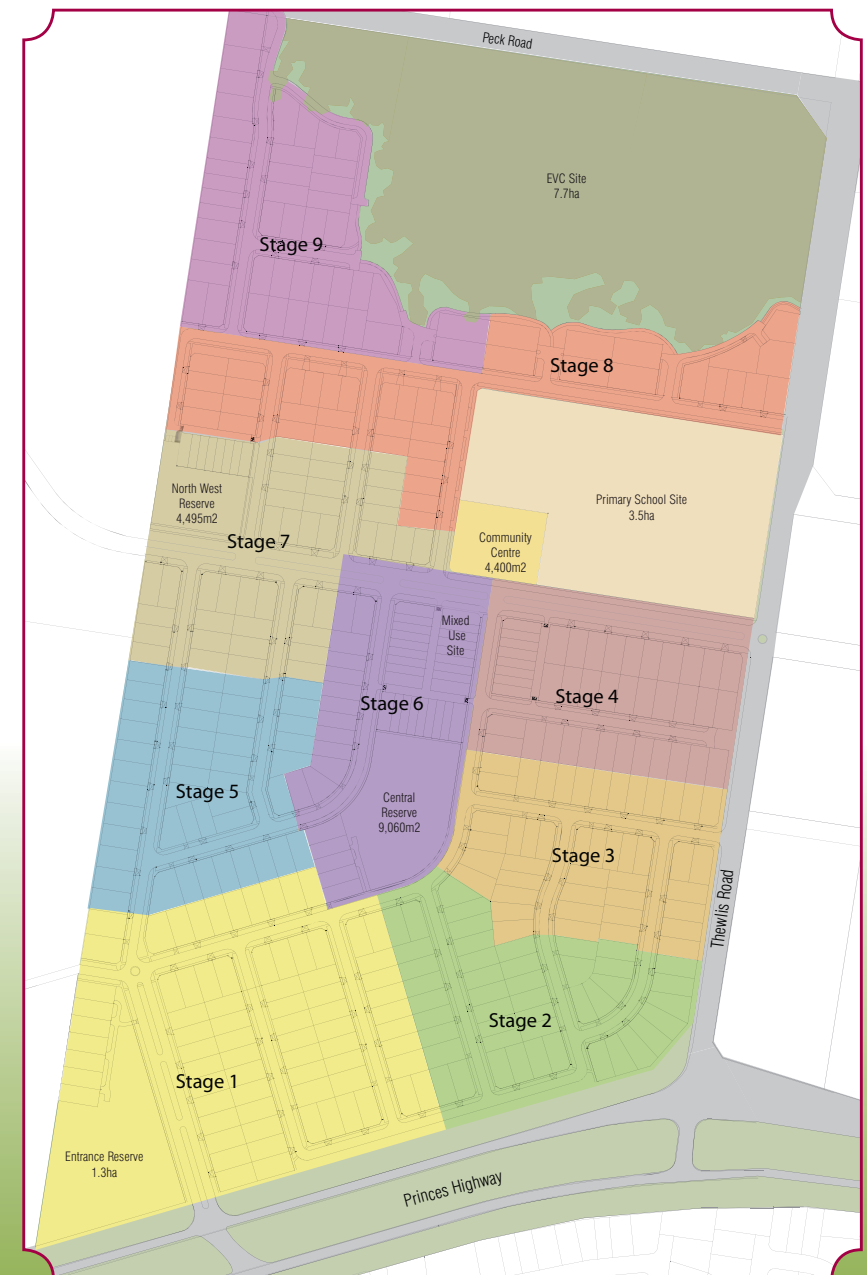 Peck Road
EVC Site
7.7ha
Stage 9
Stage 8
North West
Reserve
4,495m2
Primary School Site
3.5ha
Stage 7
Community
Centre
4,400m2
Mixed
Use
Site
Stage 6
Stage 4
Stage 5
Central
Reserve
9,060m2
Stage 3
Thewlis Road
Stage 2
Stage 1
Entrance Reserve
1.3ha
Princes Highway